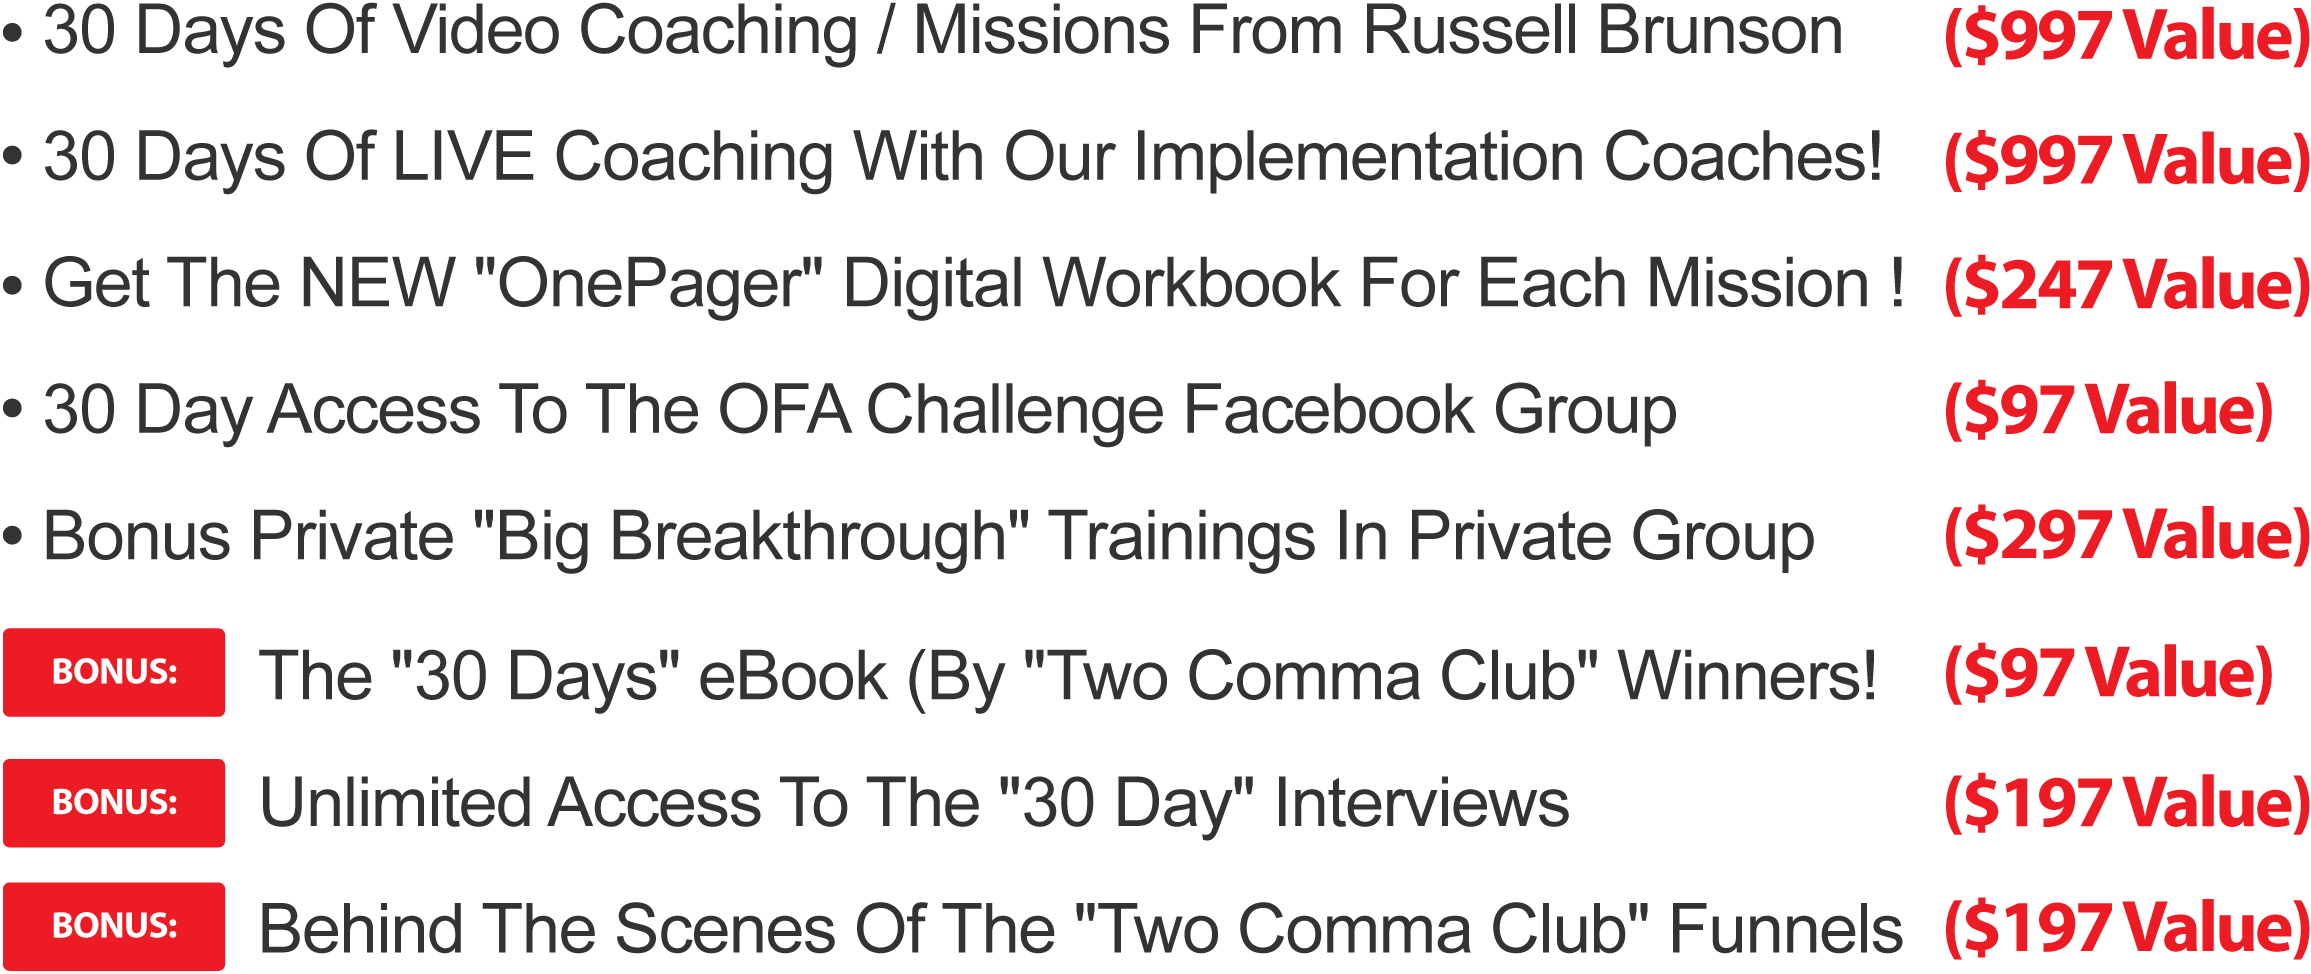 • 30 Days Of Video Coaching / Missions From Russell Brunson ($997 Value)
• 30 Days Of LIVE Coaching With Our Implementation Coaches! ($997 Value)
• Get The NEW "OnePager" Digital Workbook For Each Mission ! ($247 Value)
• 30 Day Access To The OFA Challenge Facebook Group ($97 Value)
• Bonus Private "Big Breakthrough" Trainings In Private Group ($297 Value)
BONUS: The "30 Days" eBook (By "Two Comma Club" Winners! ($97 Value)
BONUS: Unlimited Access To The "30 Day" Interviews ($197 Value)
BONUS: Behind The Scenes Of The "Two Comma Club" Funnels ($197 Value)